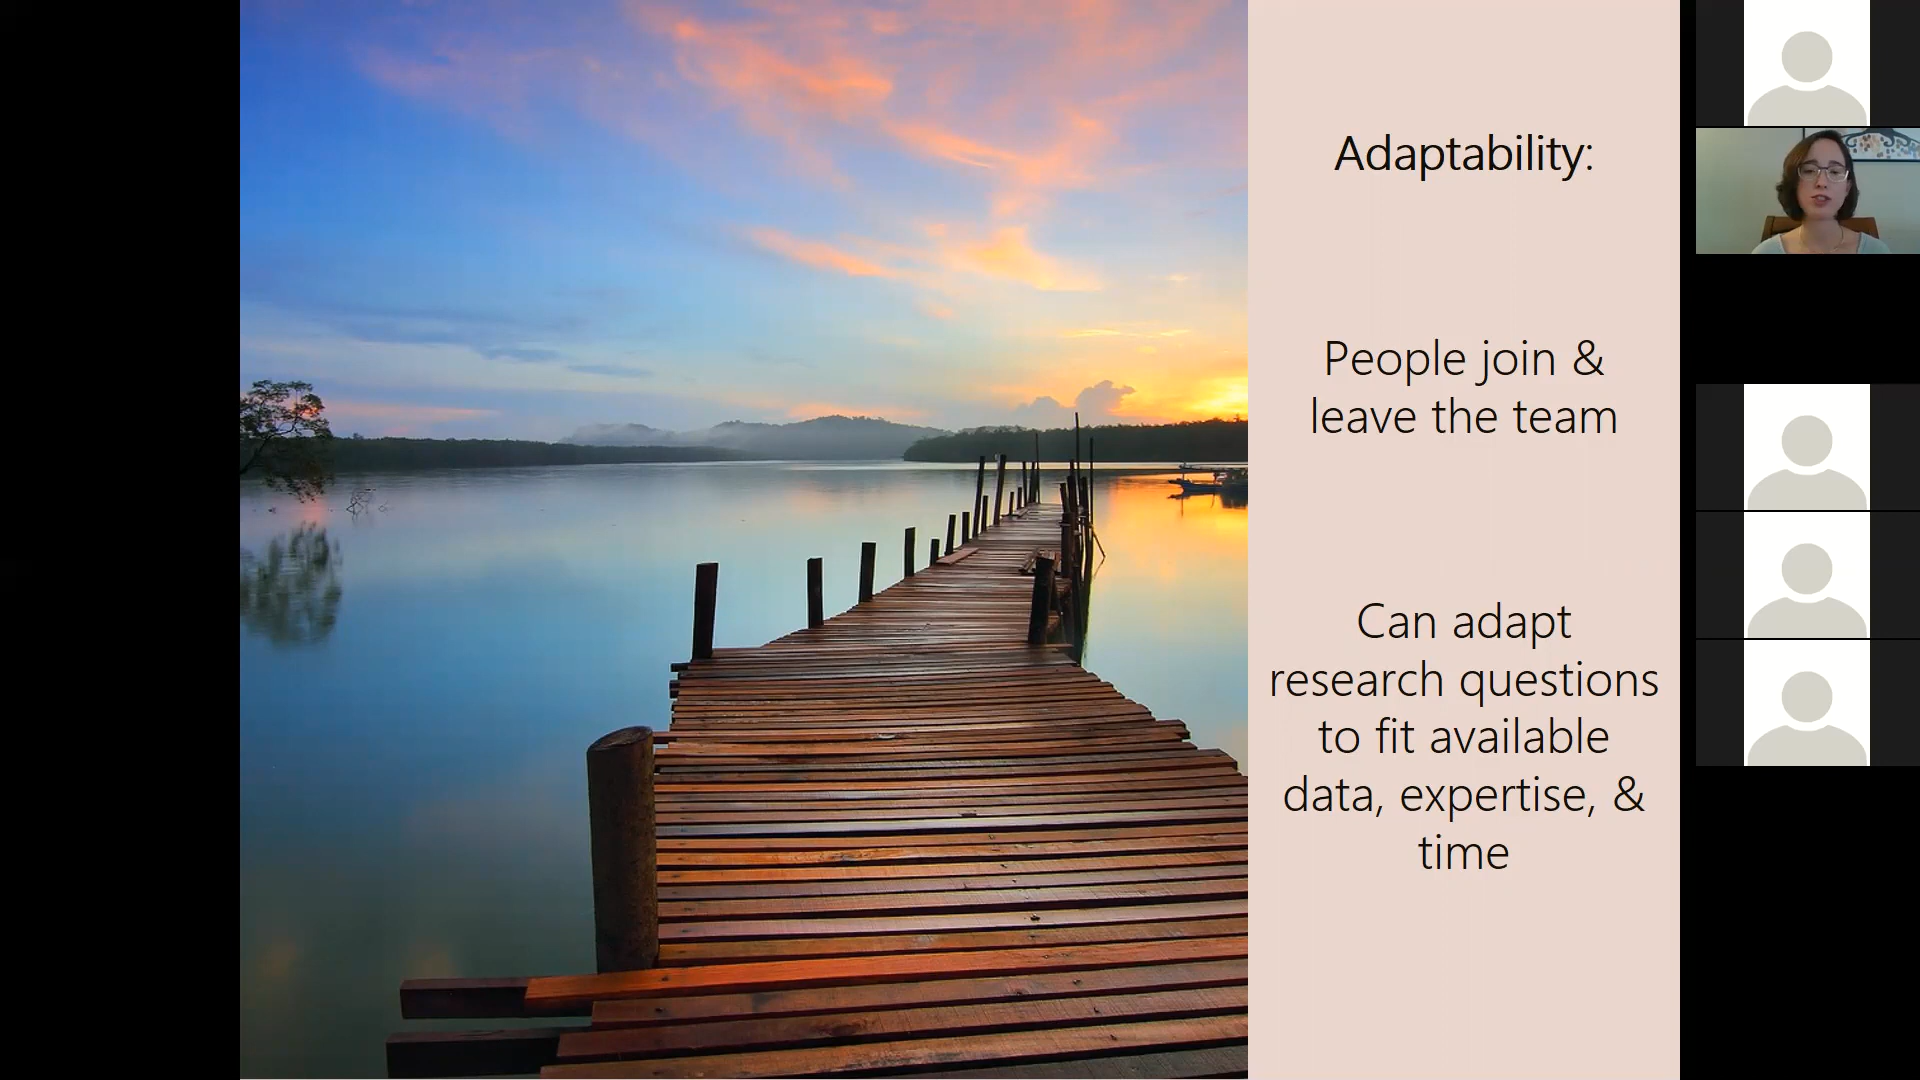 Adaptability:
People join &
leave the team
Can adapt
research questions
to fit available
data, expertise, &
time